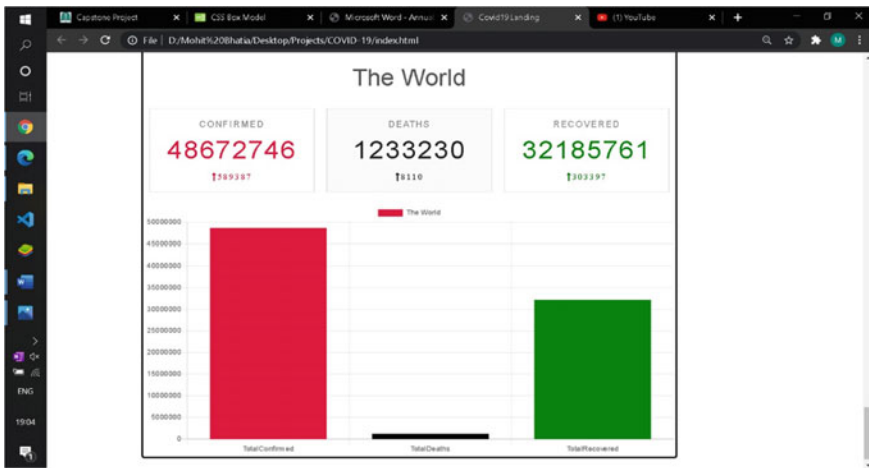 Capstone Project
CSS Box Model
Microsoft Word - Annual
Covid19 Landing
(1) YouTube
File | D:/Mohit%20Bhatia/Desktop/Projects/COVID-19/index.html
M
The World
CONFIRMED
DEATHS
RECOVERED
48672746
1233230
32185761
↑589387
↑8110
↑303397
The World
50000000
45000000
40000000
35000000
30000000
25000000
20000000
15000000
10000000
5000000
0
TotalConfirmed
TotalDeaths
TotalRecovered
ENG
19:04